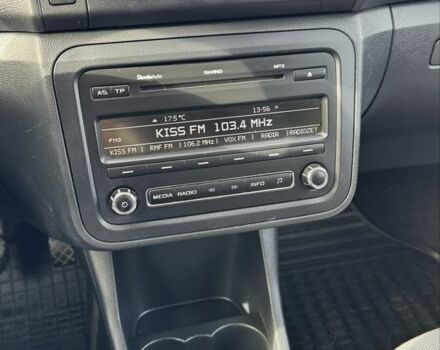 ŠkodaAuto SWING MP3
AS TP
17.5°C 13:56
KISS FM 103.4 MHz
FM3
KISS FM RMF FM 106.2 MHz VOX FM RADIA RADIOZET
MEDIA RADIO INFO